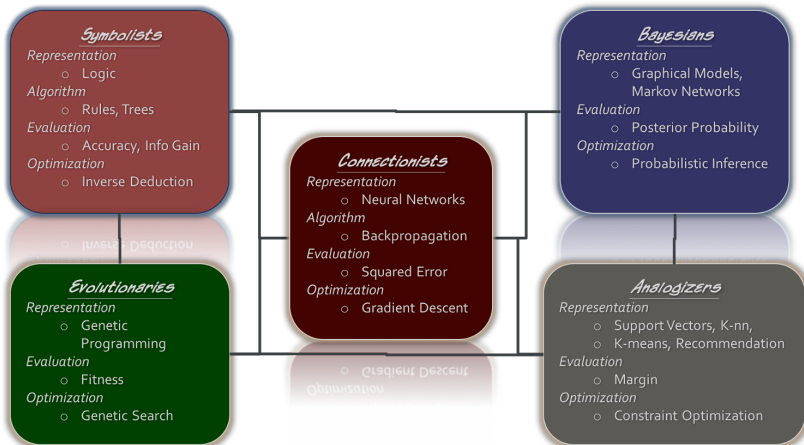 Symbolists
Representation
o Logic
Algorithm
o Rules, Trees
Evaluation
o Accuracy, Info Gain
Optimization
o Inverse Deduction
Bayesians
Representation
o Graphical Models,
Markov Networks
Evaluation
o Posterior Probability
Optimization
o Probabilistic Inference
Connectionists
Representation
o Neural Networks
Algorithm
o Backpropagation
Evaluation
o Squared Error
Optimization
o Gradient Descent
Evolutionaries
Representation
o Genetic
Programming
Evaluation
o Fitness
Optimization
o Genetic Search
Analogizers
Representation
o Support Vectors, K-nn,
o K-means, Recommendation
Evaluation
o Margin
Optimization
o Constraint Optimization